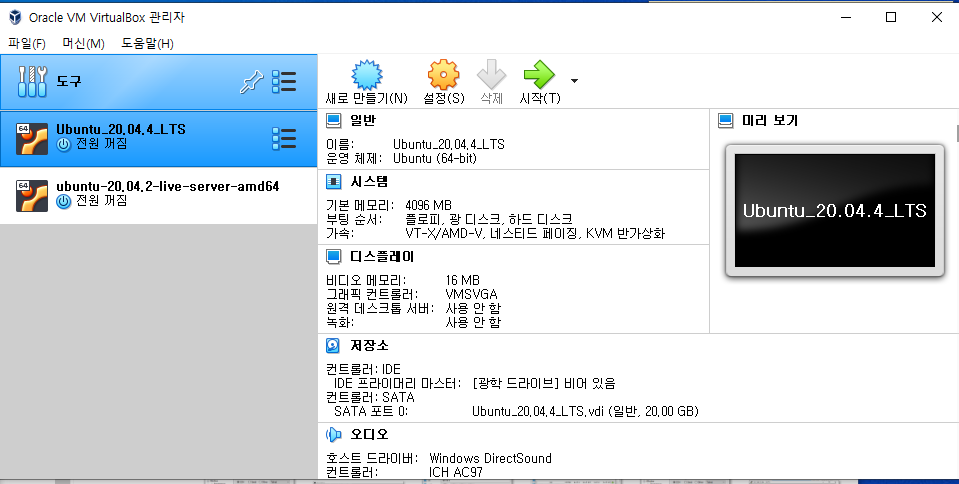 Oracle VM VirtualBox 관리자
파일(F) 머신(M) 도움말(H)
도구
64
Ubuntu_20.04.4_LTS
전원 꺼짐
64
ubuntu-20.04.2-live-server-amd64
전원 꺼짐
새로 만들기(N) 설정(S) 삭제 시작(T)
일반
이름: Ubuntu_20.04.4_LTS
운영 체제: Ubuntu (64-bit)
시스템
기본 메모리: 4096 MB
부팅 순서: 플로피, 광 디스크, 하드 디스크
가속: VT-X/AMD-V, 네스티드 페이징, KVM 반가상화
디스플레이
비디오 메모리: 16 MB
그래픽 컨트롤러: VMSVGA
원격 데스크톱 서버: 사용 안 함
녹화: 사용 안 함
저장소
컨트롤러: IDE
IDE 프라이머리 마스터: [광학 드라이브] 비어 있음
컨트롤러: SATA
SATA 포트 0: Ubuntu_20.04.4_LTS.vdi (일반, 20.00 GB)
오디오
호스트 드라이버: Windows DirectSound
컨트롤러: ICH AC97
미리 보기
Ubuntu_20.04.4_LTS